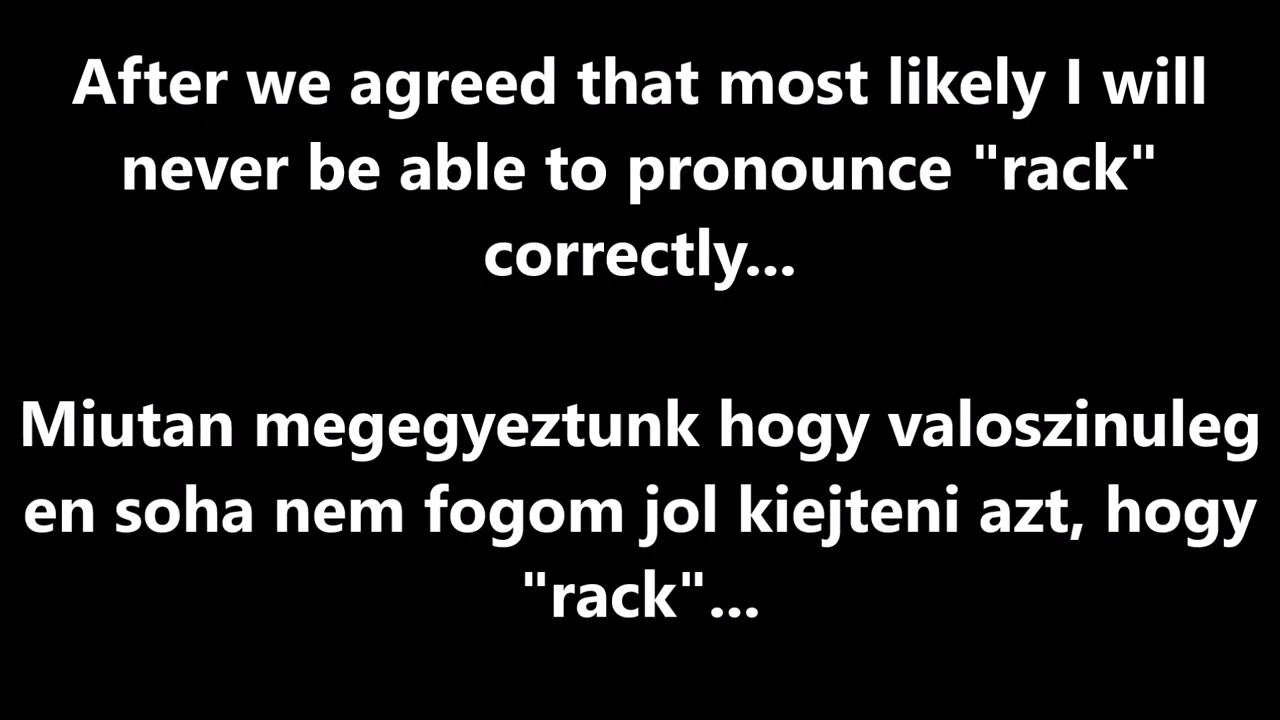 After we agreed that most likely I will
never be able to pronounce "rack"
correctly...
Miutan megegyeztunk hogy valoszinuleg
en soha nem fogom jol kiejteni azt, hogy
"rack"...